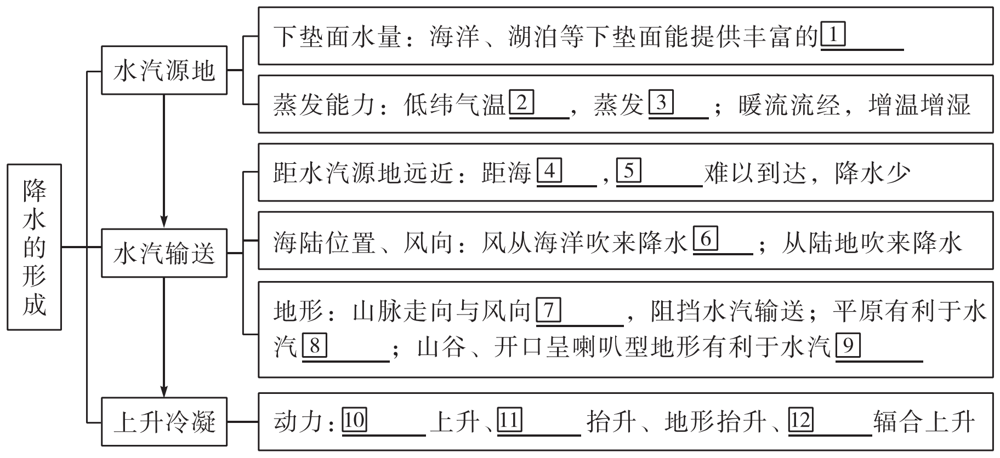 降水的形成
水汽源地
下垫面水量：海洋、湖泊等下垫面能提供丰富的1
蒸发能力：低纬气温2，蒸发3；暖流流经，增温增湿
水汽输送
距水汽源地远近：距海4，5难以到达，降水少
海陆位置、风向：风从海洋吹来降水6；从陆地吹来降水
地形：山脉走向与风向7，阻挡水汽输送；平原有利于水
汽8；山谷、开口呈喇叭型地形有利于水汽9
上升冷凝
动力：10上升、11抬升、地形抬升、12辐合上升